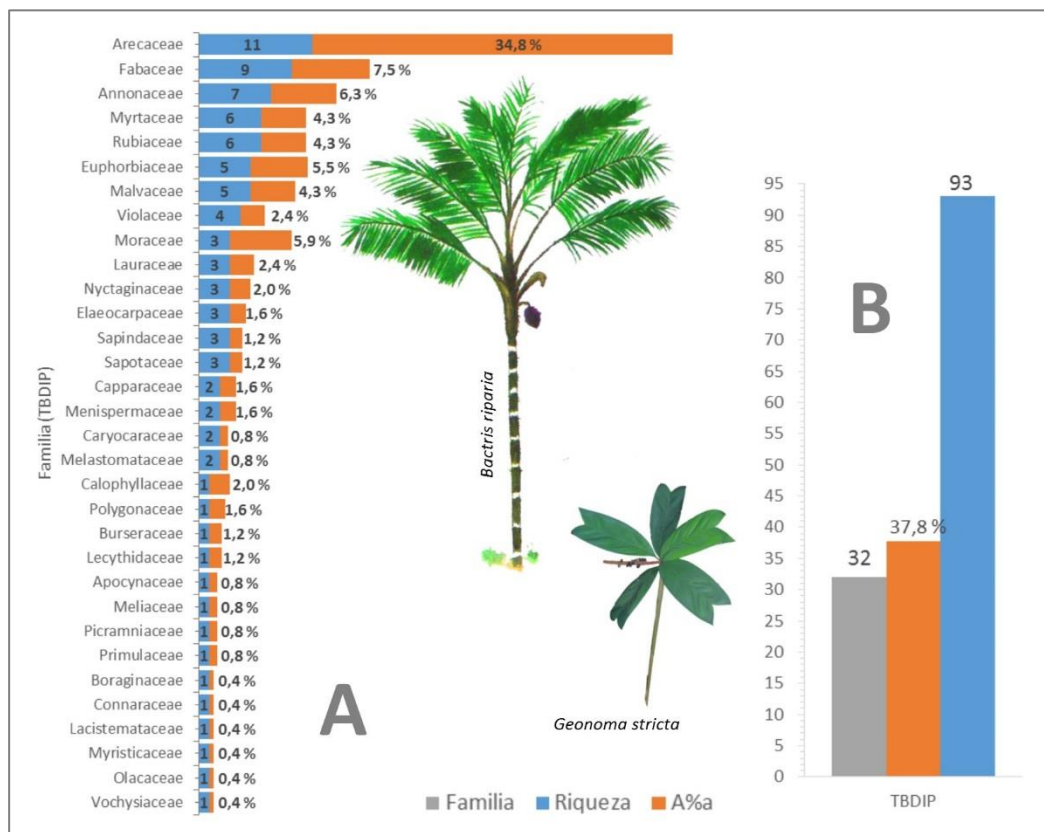 Familia (TBDIP)
Arecaceae 11 34,8 %
Fabaceae 9 7,5 %
Annonaceae 7 6,3 %
Myrtaceae 6 4,3 %
Rubiaceae 6 4,3 %
Euphorbiaceae 5 5,5 %
Malvaceae 5 4,3 %
Violaceae 4 2,4 %
Moraceae 3 5,9 %
Lauraceae 3 2,4 %
Nyctaginaceae 3 2,0 %
Elaeocarpaceae 3 1,6 %
Sapindaceae 3 1,2 %
Sapotaceae 3 1,2 %
Capparaceae 2 1,6 %
Menispermaceae 2 1,6 %
Caryocaraceae 2 0,8 %
Melastomataceae 2 0,8 %
Calophyllaceae 1 2,0 %
Polygonaceae 1 1,6 %
Burseraceae 1 1,2 %
Lecythidaceae 1 1,2 %
Apocynaceae 1 0,8 %
Meliaceae 1 0,8 %
Picramniaceae 1 0,8 %
Primulaceae 1 0,8 %
Boraginaceae 1 0,4 %
Connaraceae 1 0,4 %
Lacistemataceae 1 0,4 %
Myristicaceae 1 0,4 %
Olacaceae 1 0,4 %
Vochysiaceae 1 0,4 %
A
Bactris riparia
Geonoma stricta
Familia Riqueza A%a
B
95
90
85
80
75
70
65
60
55
50
45
40
35
30
25
20
15
10
5
0
32
37,8 %
93
TBDIP